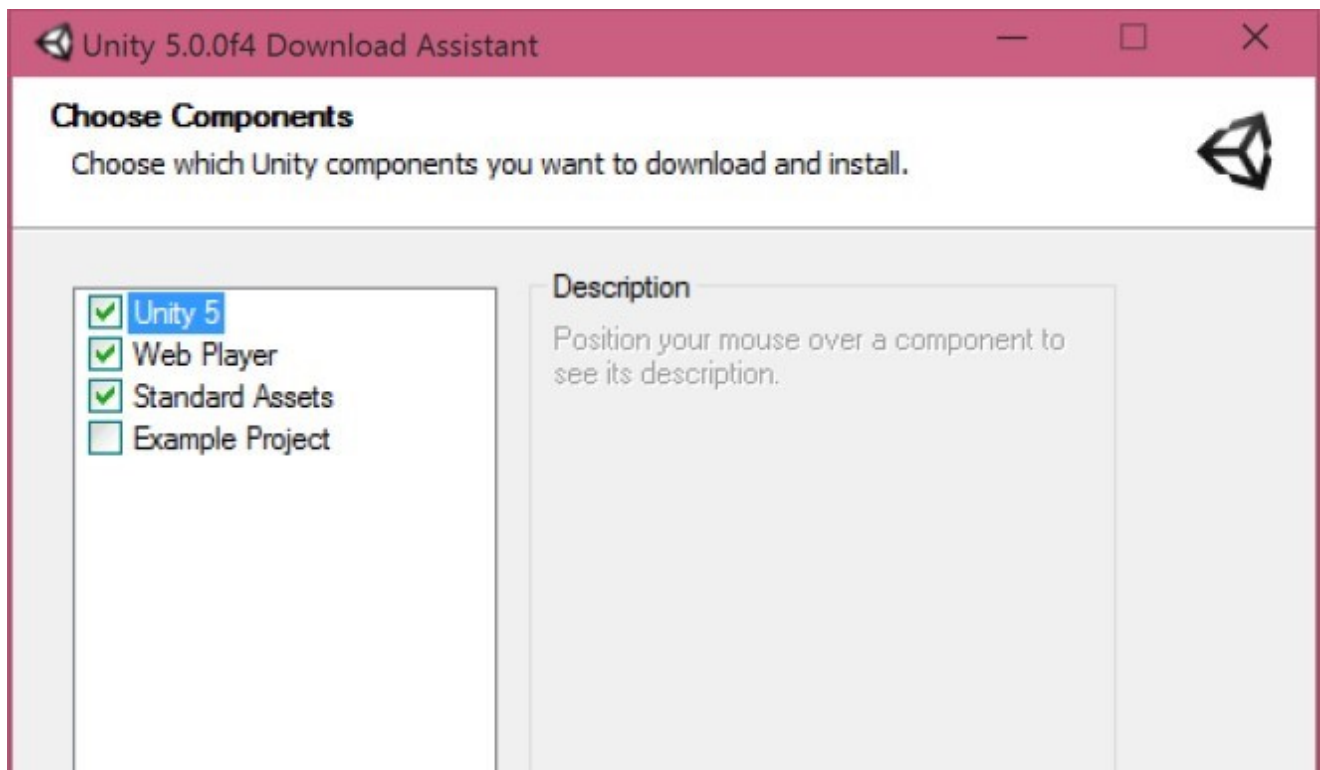 Unity 5.0.0f4 Download Assistant
Choose Components
Choose which Unity components you want to download and install.
Unity 5
Web Player
Standard Assets
Example Project
Description
Position your mouse over a component to
see its description.